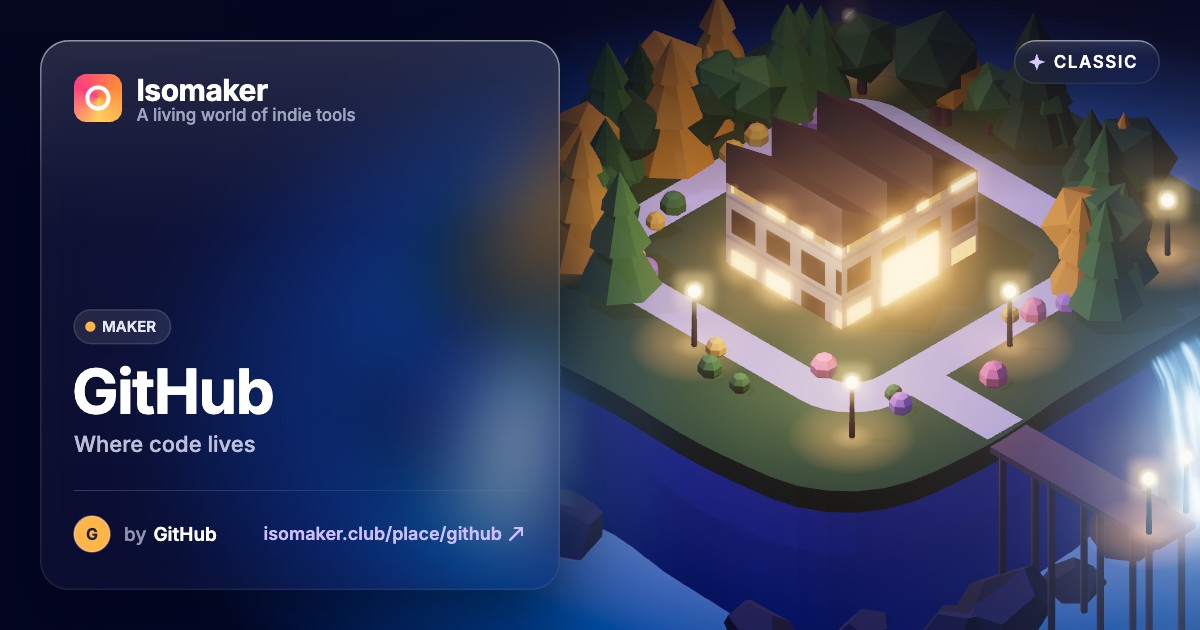 Isomaker
A living world of indie tools
CLASSIC
MAKER
GitHub
Where code lives
G by GitHub isomaker.club/place/github ↗